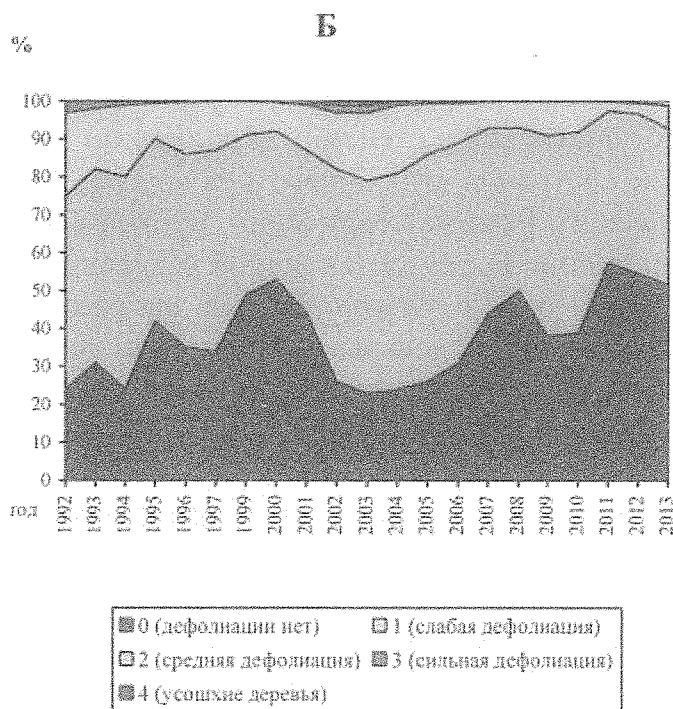 Б
%
100
90
80
70
60
50
40
30
20
10
0
год 1992 1993 1994 1995 1996 1997 1999 2000 2001 2002 2003 2004 2005 2006 2007 2008 2009 2010 2011 2012 2013
0 (дефолиации нет) 1 (слабая дефолиация)
2 (средняя дефолиация) 3 (сильная дефолиация)
4 (усохшие деревья)